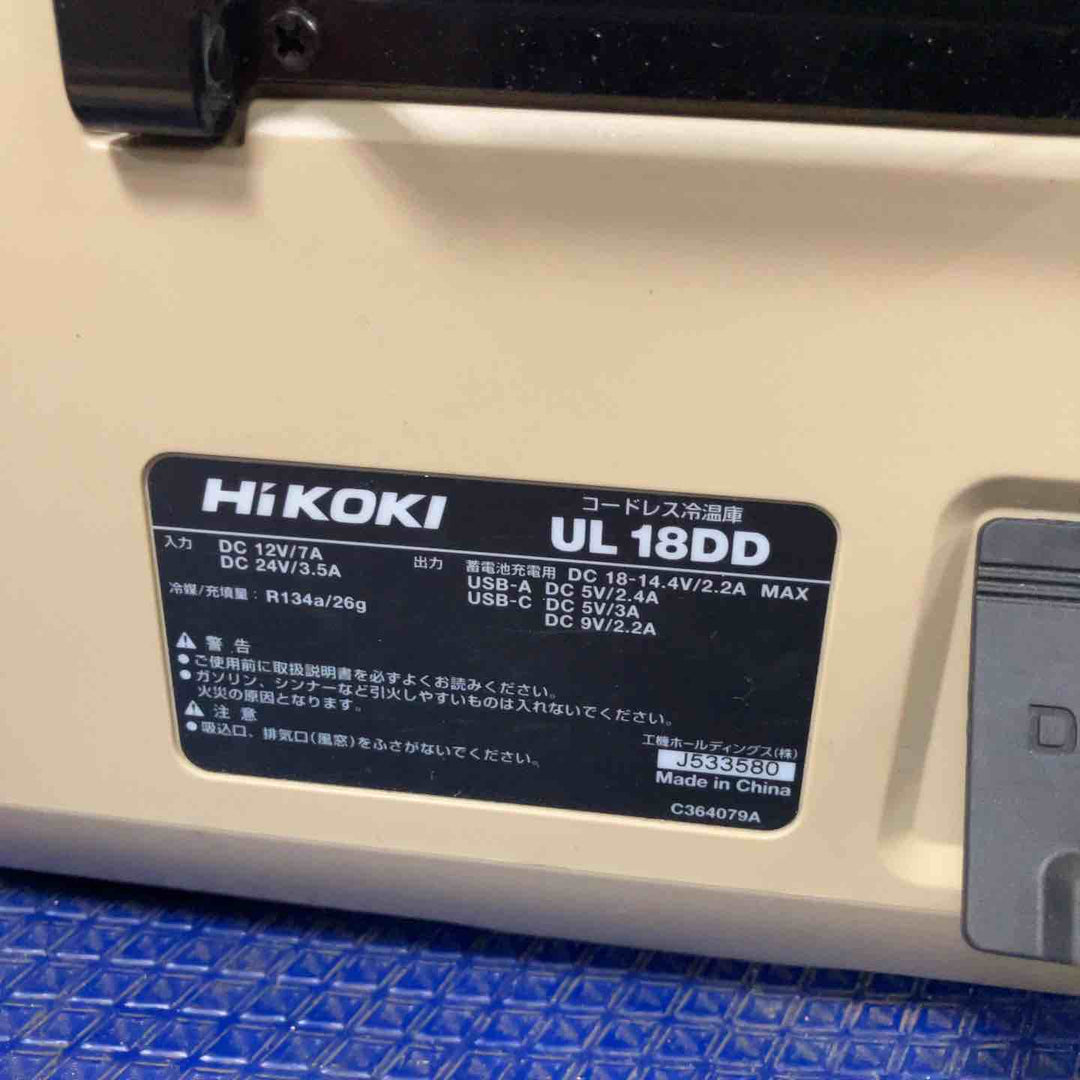 HiKOKI
コードレス冷温庫
UL 18DD
入力 DC 12V/7A
DC 24V/3.5A
出力 蓄電池充電用 DC 18-14.4V/2.2A MAX
USB-A DC 5V/2.4A
USB-C DC 5V/3A
DC 9V/2.2A
冷媒/充填量: R134a/26g
⚠ 警告
●ご使用前に取扱説明書を必ずよくお読みください。
●ガソリン、シンナーなど引火しやすいものは入れないでください。
火災の原因となります。
⚠ 注意
●吸込口、排気口(風窓)をふさがないでください。
工機ホールディングス(株)
J533580
Made in China
C364079A
D